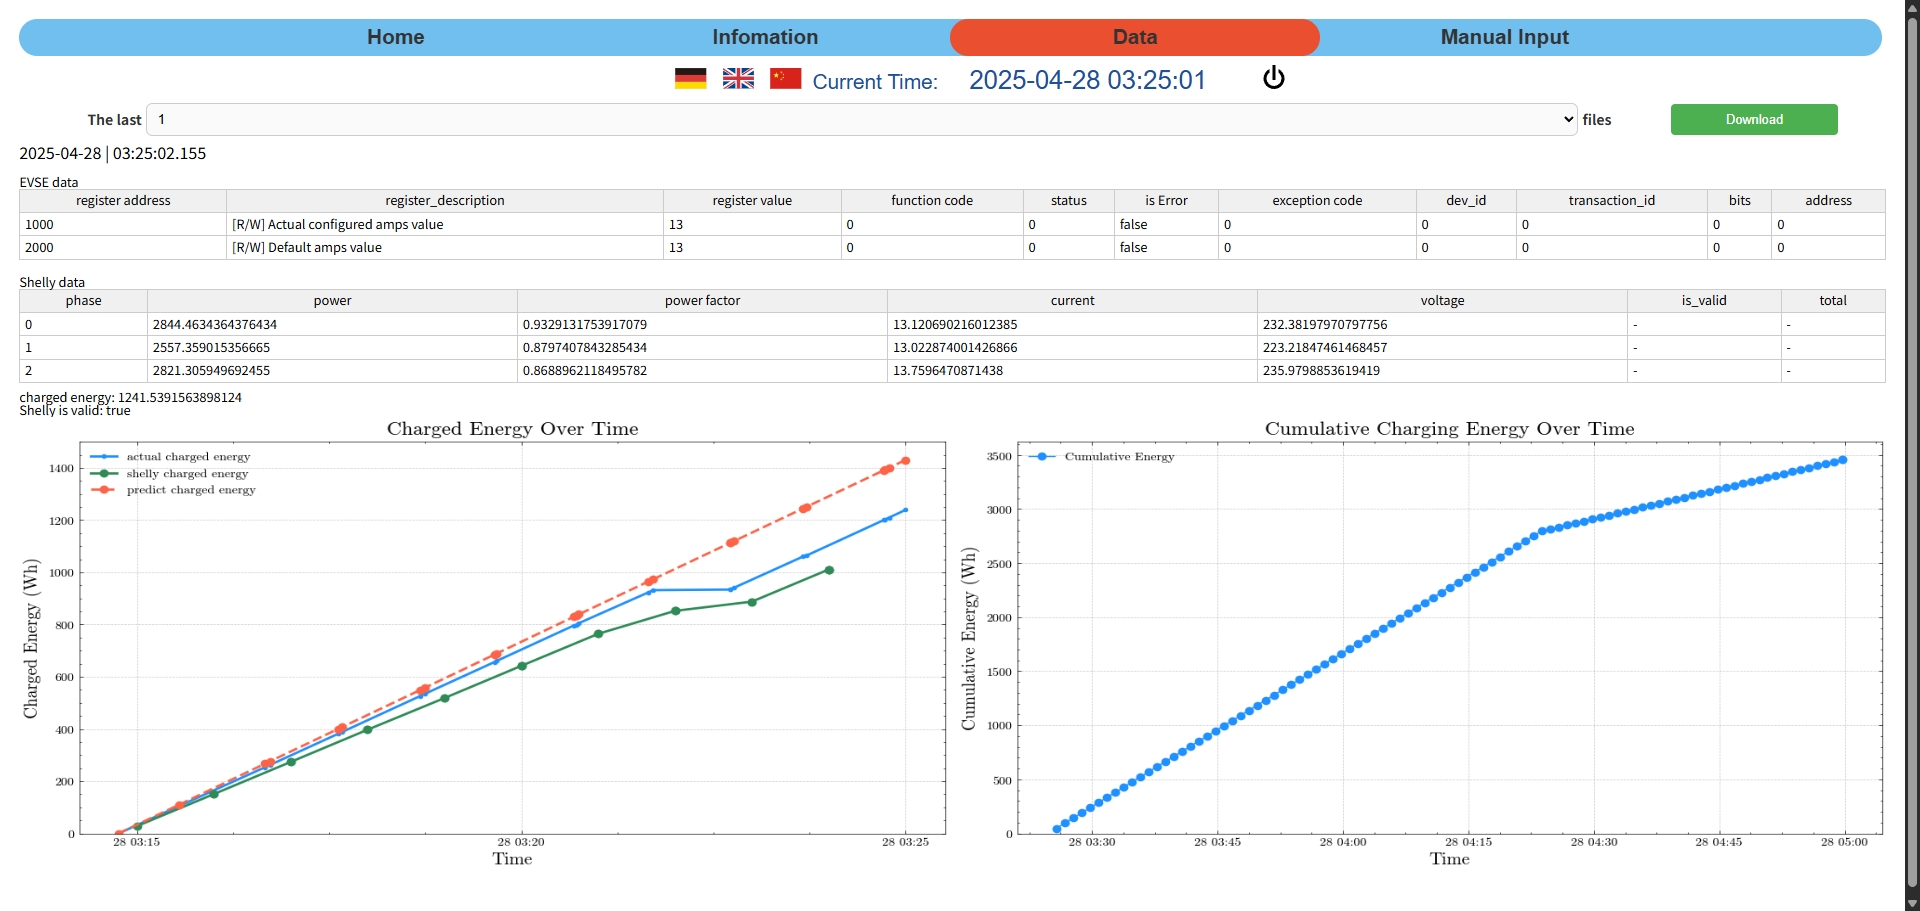 Home Infomation Data Manual Input
Current Time: 2025-04-28 03:25:01
The last 1 files Download
2025-04-28 | 03:25:02.155
EVSE data
register address register_description register value function code status is Error exception code dev_id transaction_id bits address
1000 [R/W] Actual configured amps value 13 0 0 false 0 0 0 0 0
2000 [R/W] Default amps value 13 0 0 false 0 0 0 0 0
Shelly data
phase power power factor current voltage is_valid total
0 2844.4634364376434 0.9329131753917079 13.120690216012385 232.38197970797756 - -
1 2557.359015356665 0.8797407843285434 13.022874001426866 223.21847461468457 - -
2 2821.305949692455 0.8688962118495782 13.7596470871438 235.9798853619419 - -
charged energy: 1241.5391563898124
Shelly is valid: true
Charged Energy Over Time
actual charged energy
shelly charged energy
predict charged energy
1400
1200
1000
800
600
400
200
0
Charged Energy (Wh)
28 03:15 28 03:20 28 03:25
Time
Cumulative Charging Energy Over Time
Cumulative Energy
3500
3000
2500
2000
1500
1000
500
0
Cumulative Energy (Wh)
28 03:30 28 03:45 28 04:00 28 04:15 28 04:30 28 04:45 28 05:00
Time